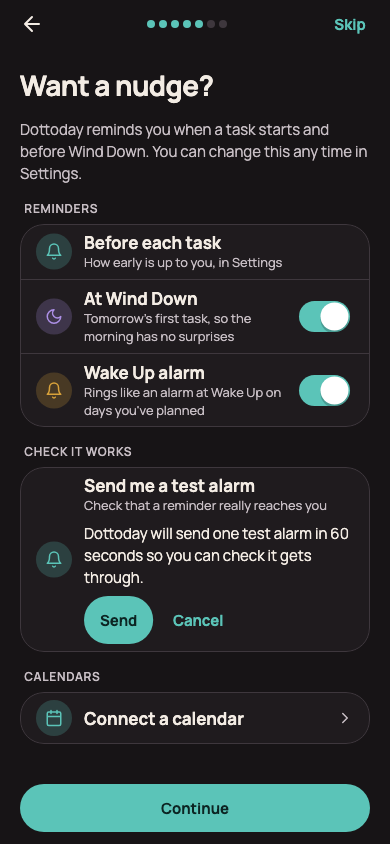 Skip
Want a nudge?
Dottoday reminds you when a task starts and
before Wind Down. You can change this any time in
Settings.
REMINDERS
Before each task
How early is up to you, in Settings
At Wind Down
Tomorrow's first task, so the
morning has no surprises
Wake Up alarm
Rings like an alarm at Wake Up on
days you've planned
CHECK IT WORKS
Send me a test alarm
Check that a reminder really reaches you
Dottoday will send one test alarm in 60
seconds so you can check it gets
through.
Send
Cancel
CALENDARS
Connect a calendar
Continue